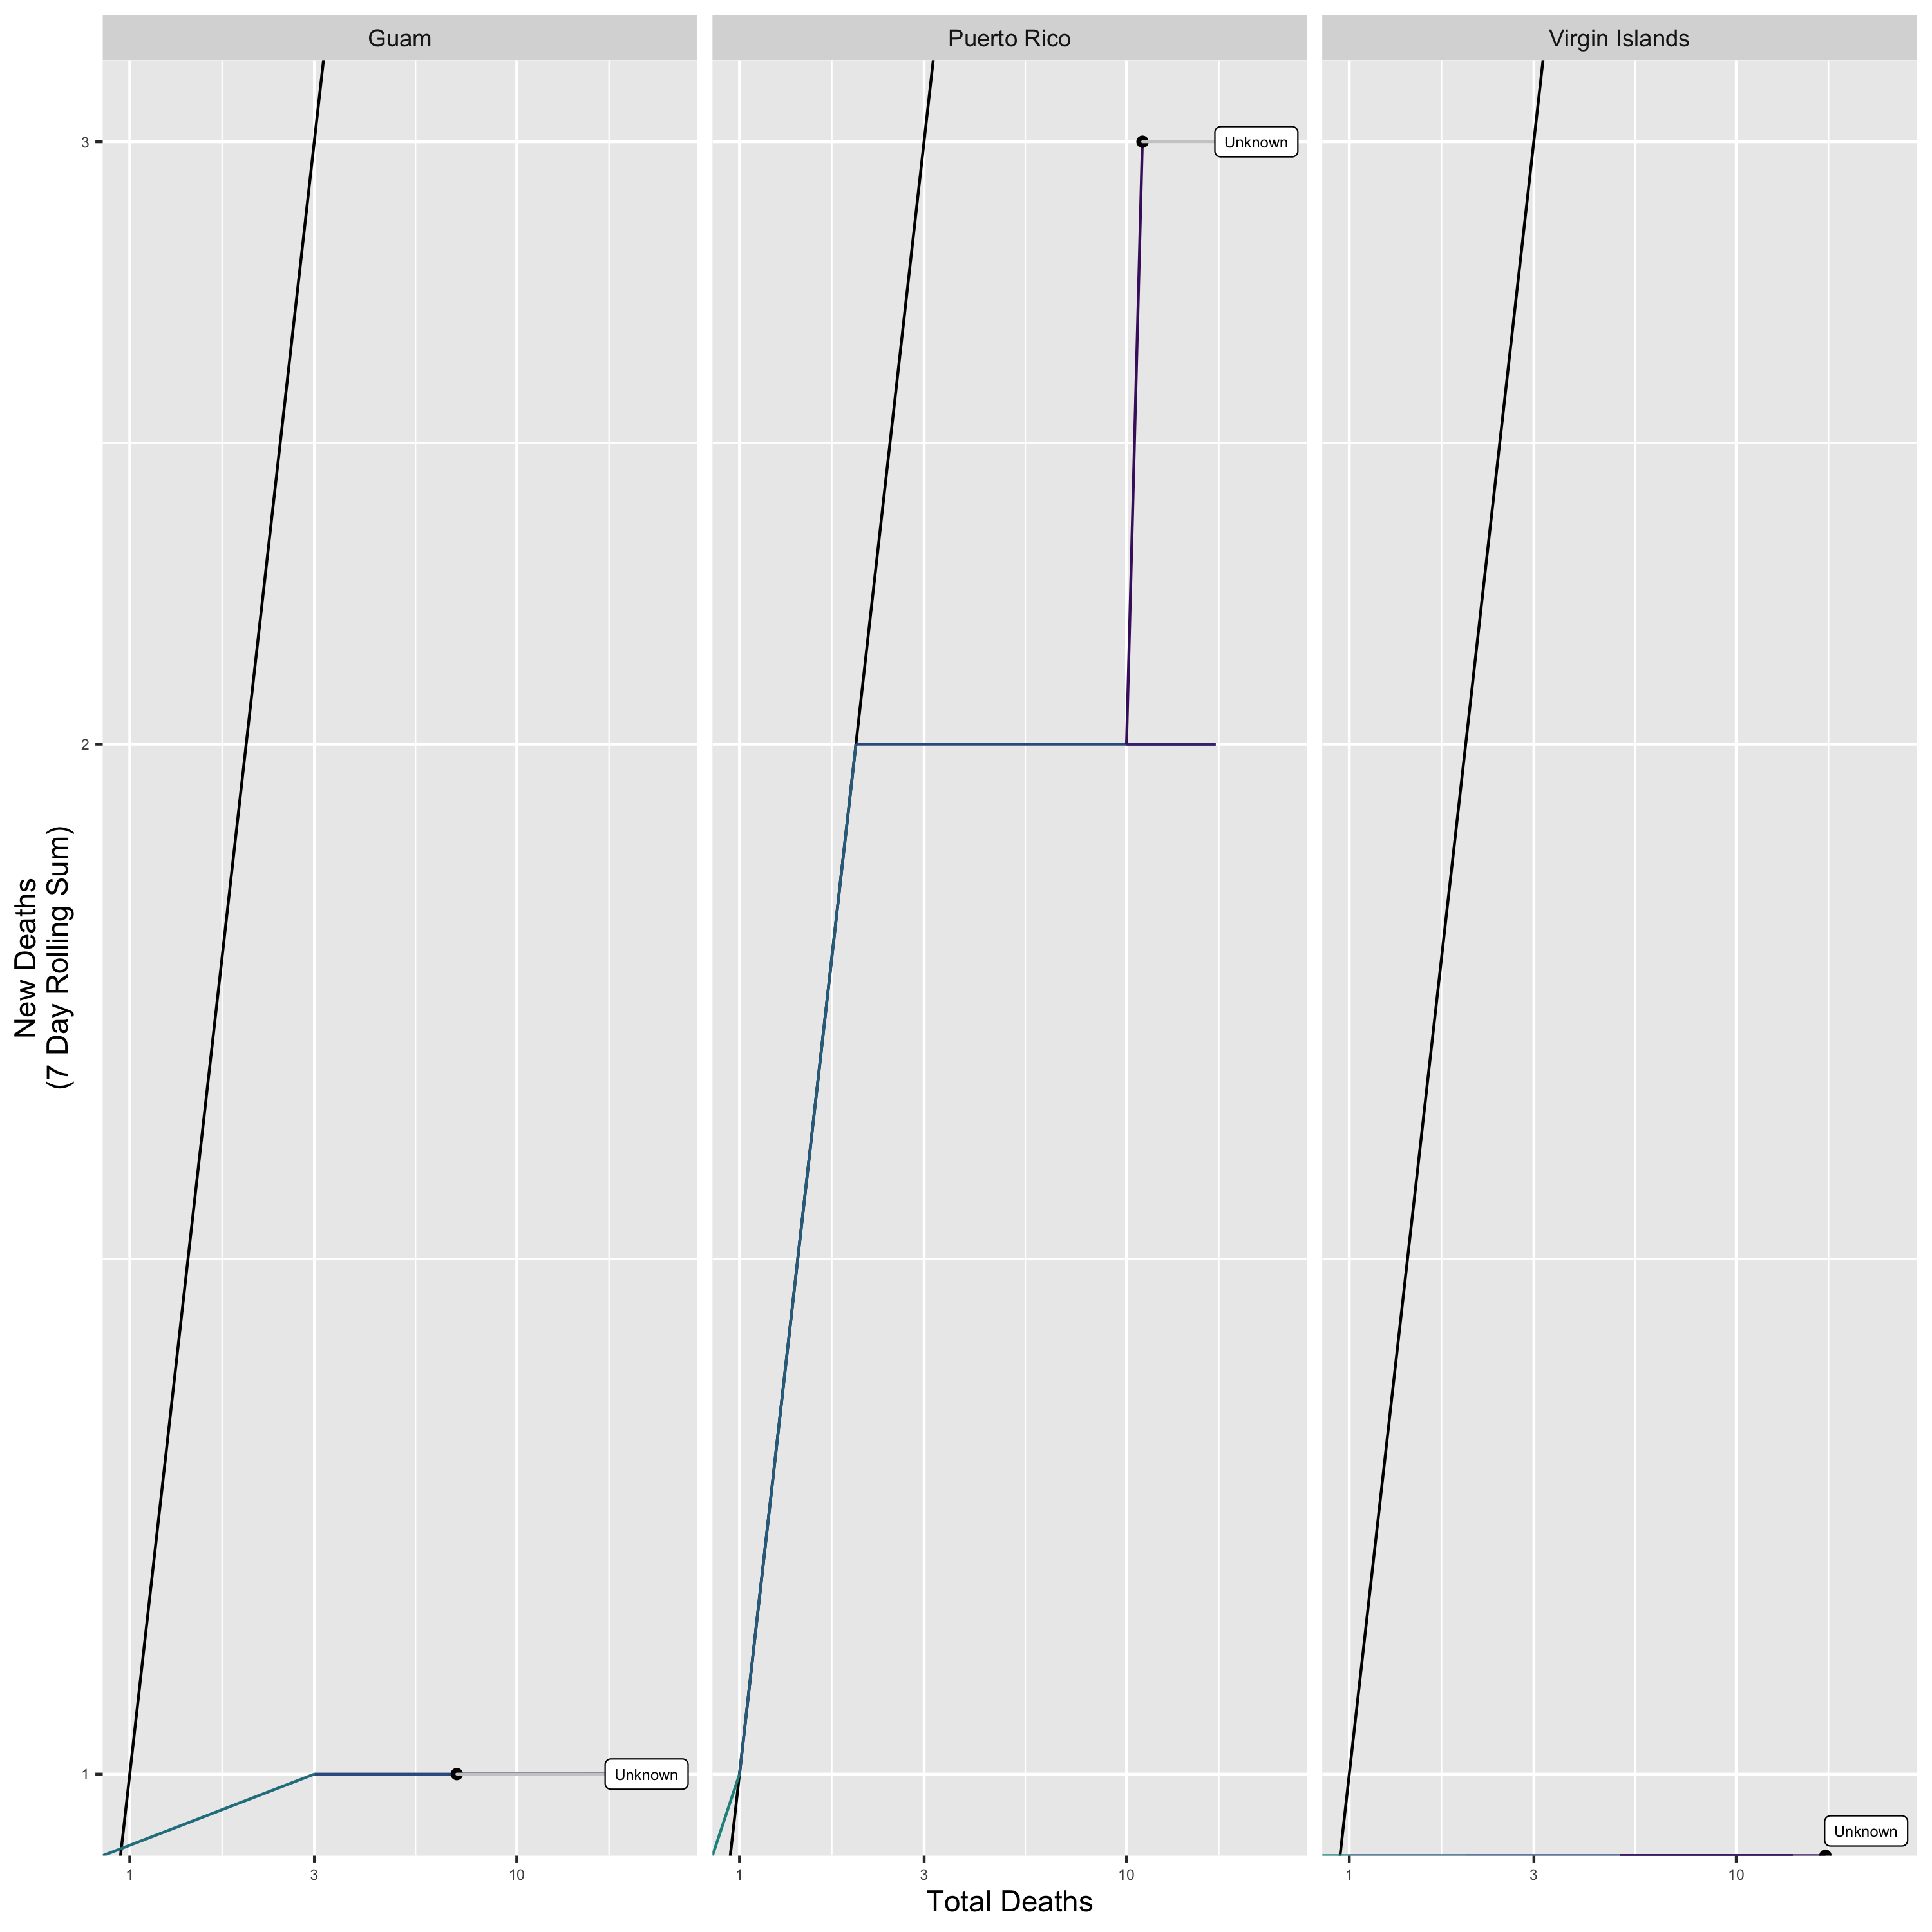 Guam
Puerto Rico
Virgin Islands
3
Unknown
2
New Deaths
(7 Day Rolling Sum)
1
Unknown
Unknown
1
3
10
1
3
10
1
3
10
Total Deaths